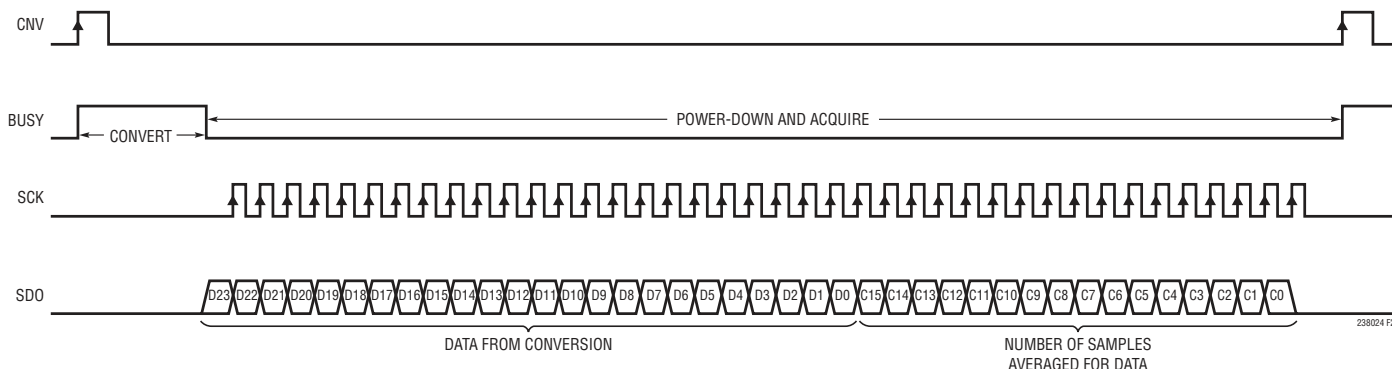 CNV
BUSY
CONVERT
POWER-DOWN AND ACQUIRE
SCK
SDO
D23 D22 D21 D20 D19 D18 D17 D16 D15 D14 D13 D12 D11 D10 D9 D8 D7 D6 D5 D4 D3 D2 D1 D0 C15 C14 C13 C12 C11 C10 C9 C8 C7 C6 C5 C4 C3 C2 C1 C0
238024
DATA FROM CONVERSION
NUMBER OF SAMPLES
AVERAGED FOR DATA